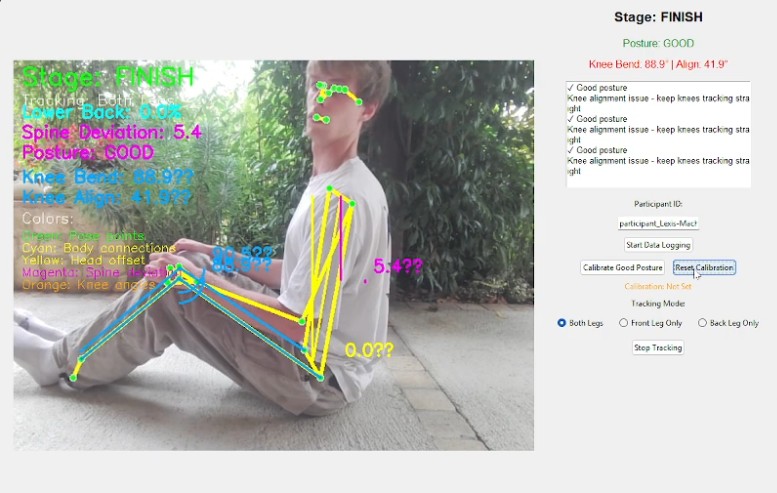 Stage: FINISH
Posture: GOOD
Knee Bend: 88.9° | Align: 41.9°
✓ Good posture
Knee alignment issue - keep knees tracking stra
ight
✓ Good posture
Knee alignment issue - keep knees tracking stra
ight
✓ Good posture
Knee alignment issue - keep knees tracking stra
ight
Participant ID:
participant_Lexis-Mach
Start Data Logging
Calibrate Good Posture
Reset Calibration
Calibration: Not Set
Tracking Mode
Both Legs
Front Leg Only
Back Leg Only
Stop Tracking
Stage: FINISH
Tracking: Both
Lower Back: 0.0%
Spine Deviation: 5.4
Posture: GOOD
Knee Bend: 88.9??
Knee Align: 41.9??
Colors:
Green: Pose points
Cyan: Body connections
Yellow: Head offset
Magenta: Spine deviation
Orange: Knee angles
5.4??
0.0??